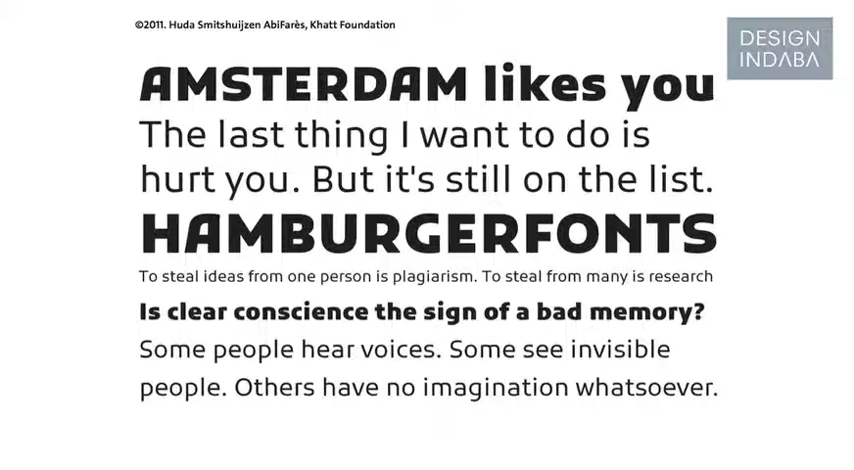 ©2011. Huda Smitshuijzen AbiFarès, Khatt Foundation
DESIGN
INDABA
AMSTERDAM likes you
The last thing I want to do is
hurt you. But it's still on the list.
HAMBURGERFONTS
To steal ideas from one person is plagiarism. To steal from many is research
Is clear conscience the sign of a bad memory?
Some people hear voices. Some see invisible
people. Others have no imagination whatsoever.